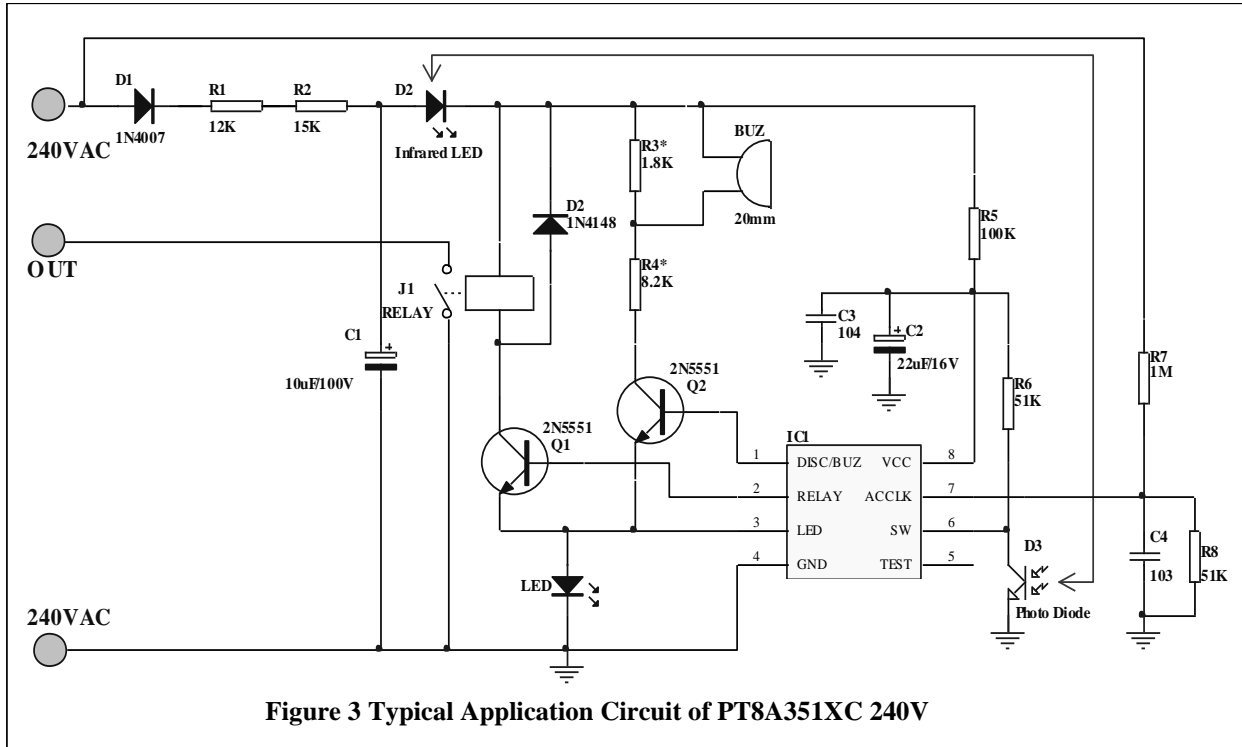 D1
1N4007
R1
12K
R2
15K
D2
Infrared LED
240VAC
BUZ
20mm
R3*
1.8K
D2
1N4148
R4*
8.2K
R5
100K
OUT
J1
RELAY
C1
+
10uF/100V
C3
104
+
C2
22uF/16V
R7
1M
R6
51K
2N5551
Q2
2N5551
Q1
IC1
1 DISC/BUZ VCC 8
2 RELAY ACCLK 7
3 LED SW 6
4 GND TEST 5
C4
103
R8
51K
D3
Photo Diode
LED
240VAC
Figure 3 Typical Application Circuit of PT8A351XC 240V